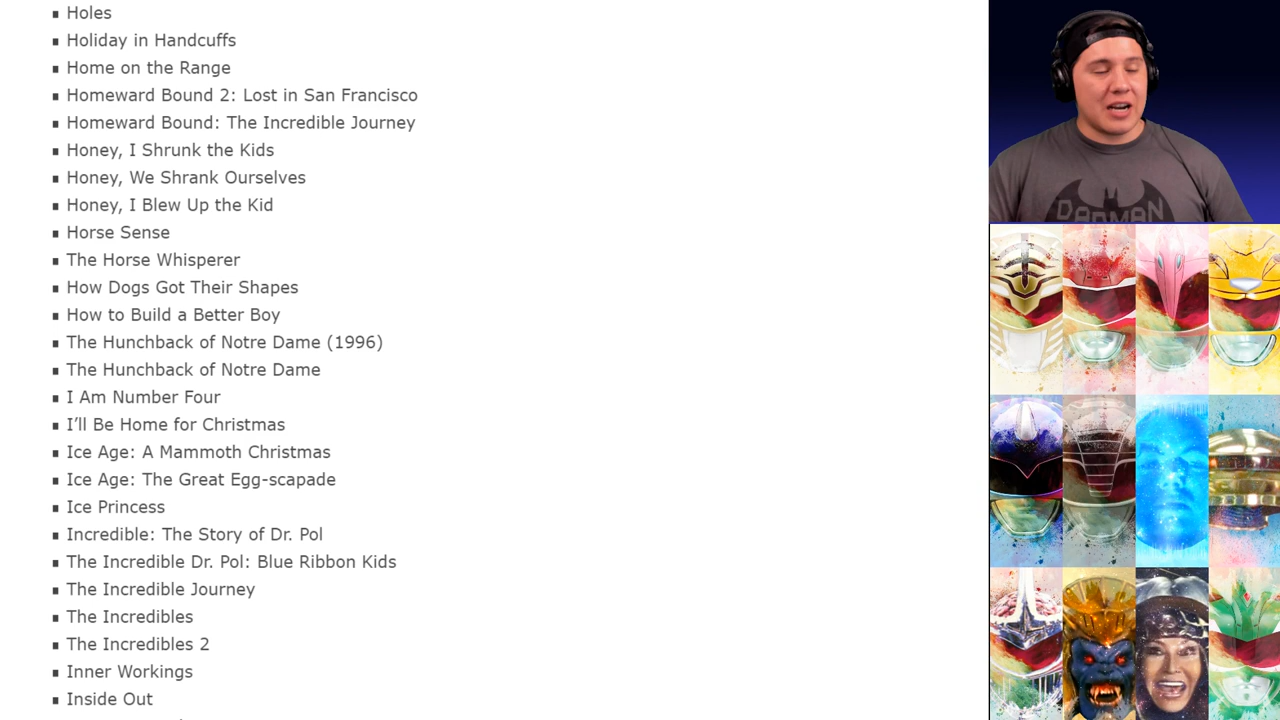 Holes
Holiday in Handcuffs
Home on the Range
Homeward Bound 2: Lost in San Francisco
Homeward Bound: The Incredible Journey
Honey, I Shrunk the Kids
Honey, We Shrank Ourselves
Honey, I Blew Up the Kid
Horse Sense
The Horse Whisperer
How Dogs Got Their Shapes
How to Build a Better Boy
The Hunchback of Notre Dame (1996)
The Hunchback of Notre Dame
I Am Number Four
I’ll Be Home for Christmas
Ice Age: A Mammoth Christmas
Ice Age: The Great Egg-scapade
Ice Princess
Incredible: The Story of Dr. Pol
The Incredible Dr. Pol: Blue Ribbon Kids
The Incredible Journey
The Incredibles
The Incredibles 2
Inner Workings
Inside Out
DADMAN